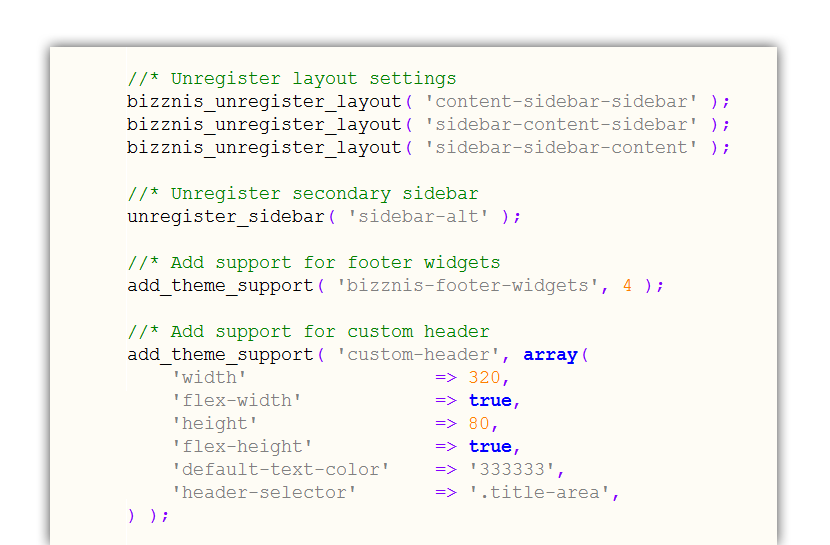 //* Unregister layout settings
bizznis_unregister_layout( 'content-sidebar-sidebar' );
bizznis_unregister_layout( 'sidebar-content-sidebar' );
bizznis_unregister_layout( 'sidebar-sidebar-content' );
//* Unregister secondary sidebar
unregister_sidebar( 'sidebar-alt' );
//* Add support for footer widgets
add_theme_support( 'bizznis-footer-widgets', 4 );
//* Add support for custom header
add_theme_support( 'custom-header', array(
    'width'                 => 320,
    'flex-width'            => true,
    'height'                => 80,
    'flex-height'           => true,
    'default-text-color'    => '333333',
    'header-selector'       => '.title-area',
) );